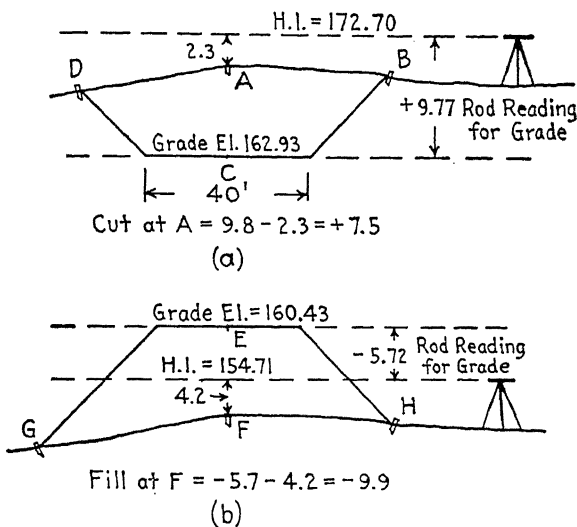 H.I. = 172.70
2.3
D
A
B
+9.77 Rod Reading for Grade
Grade El. 162.93
C
40'
Cut at A = 9.8 - 2.3 = +7.5
(a)
Grade El. = 160.43
E
-5.72 Rod Reading for Grade
H.I. = 154.71
4.2
G
F
H
Fill at F = -5.7 - 4.2 = -9.9
(b)